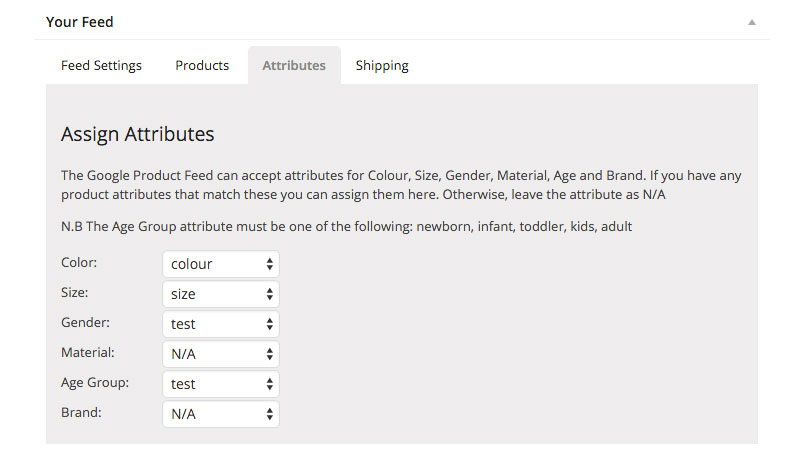 Your Feed
Feed Settings Products Attributes Shipping
Assign Attributes
The Google Product Feed can accept attributes for Colour, Size, Gender, Material, Age and Brand. If you have any
product attributes that match these you can assign them here. Otherwise, leave the attribute as N/A
N.B The Age Group attribute must be one of the following: newborn, infant, toddler, kids, adult
Color: colour
Size: size
Gender: test
Material: N/A
Age Group: test
Brand: N/A